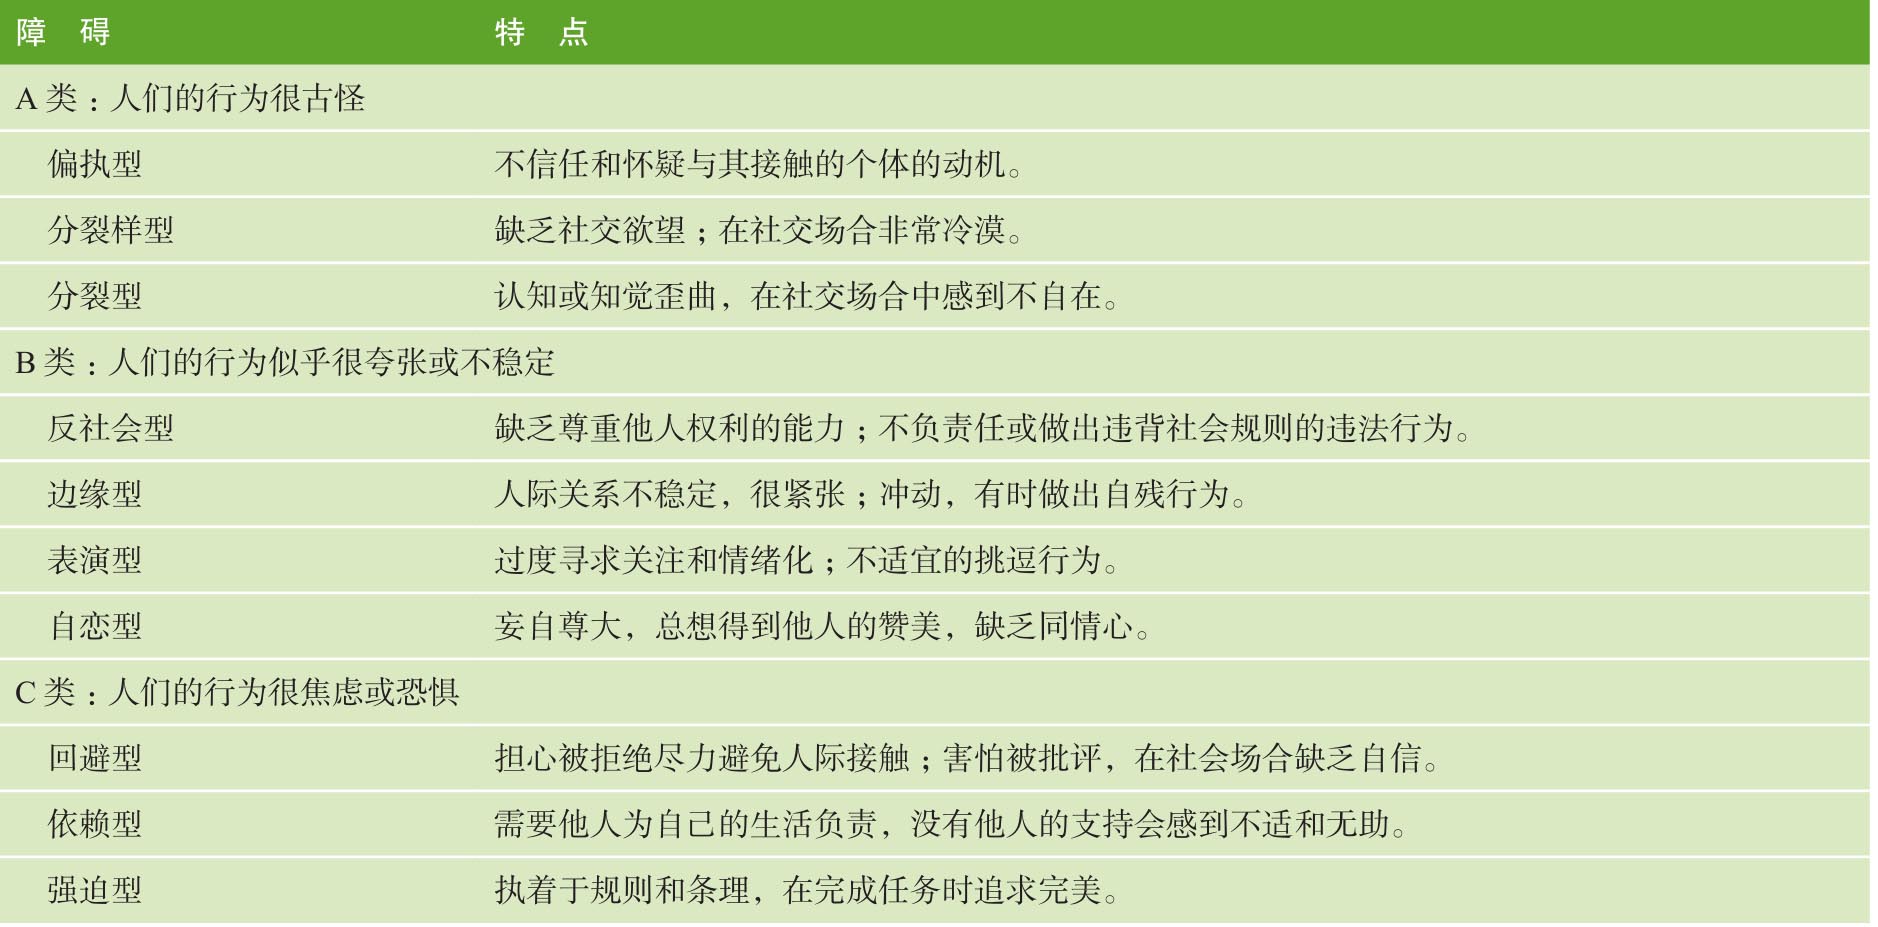 障 碍 特 点
A 类：人们的行为很古怪
偏执型 不信任和怀疑与其接触的个体的动机。
分裂样型 缺乏社交欲望；在社交场合非常冷漠。
分裂型 认知或知觉歪曲，在社交场合中感到不自在。
B 类：人们的行为似乎很夸张或不稳定
反社会型 缺乏尊重他人权利的能力；不负责任或做出违背社会规则的违法行为。
边缘型 人际关系不稳定，很紧张；冲动，有时做出自残行为。
表演型 过度寻求关注和情绪化；不适宜的挑逗行为。
自恋型 妄自尊大，总想得到他人的赞美，缺乏同情心。
C 类：人们的行为很焦虑或恐惧
回避型 担心被拒绝尽力避免人际接触；害怕被批评，在社会场合缺乏自信。
依赖型 需要他人为自己的生活负责，没有他人的支持会感到不适和无助。
强迫型 执着于规则和条理，在完成任务时追求完美。